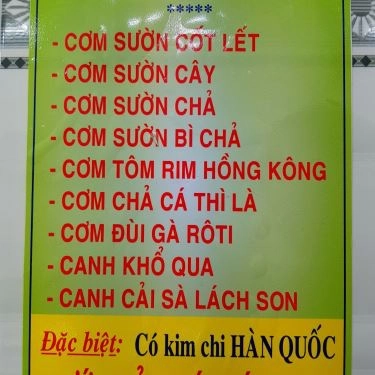 *****
- CƠM SƯỜN CỐT LẾT
- CƠM SƯỜN CÂY
- CƠM SƯỜN CHẢ
- CƠM SƯỜN BÌ CHẢ
- CƠM TÔM RIM HỒNG KÔNG
- CƠM CHẢ CÁ THÌ LÀ
- CƠM ĐÙI GÀ RÔTI
- CANH KHỔ QUA
- CANH CẢI SÀ LÁCH SON
Đặc biệt: Có kim chi HÀN QUỐC